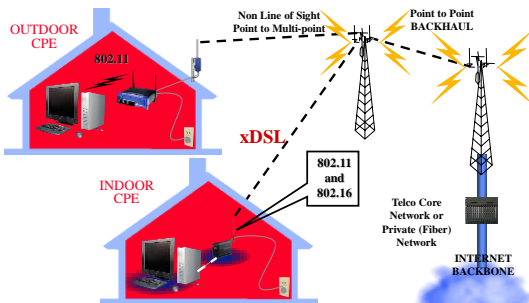 OUTDOOR
CPE
802.11
Non Line of Sight
Point to Multi-point
Point to Point
BACKHAUL
xDSL
INDOOR
CPE
802.11
and
802.16
Telco Core
Network or
Private (Fiber)
Network
INTERNET
BACKBONE